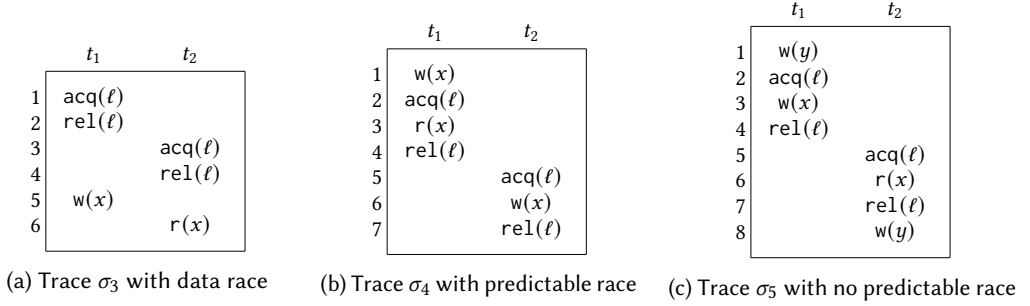 t₁ t₂
1 acq(ℓ)
2 rel(ℓ)
3 acq(ℓ)
4 rel(ℓ)
5 w(x)
6 r(x)
(a) Trace σ₃ with data race
t₁ t₂
1 w(x)
2 acq(ℓ)
3 r(x)
4 rel(ℓ)
5 acq(ℓ)
6 w(x)
7 rel(ℓ)
(b) Trace σ₄ with predictable race
t₁ t₂
1 w(y)
2 acq(ℓ)
3 w(x)
4 rel(ℓ)
5 acq(ℓ)
6 r(x)
7 rel(ℓ)
8 w(y)
(c) Trace σ₅ with no predictable race